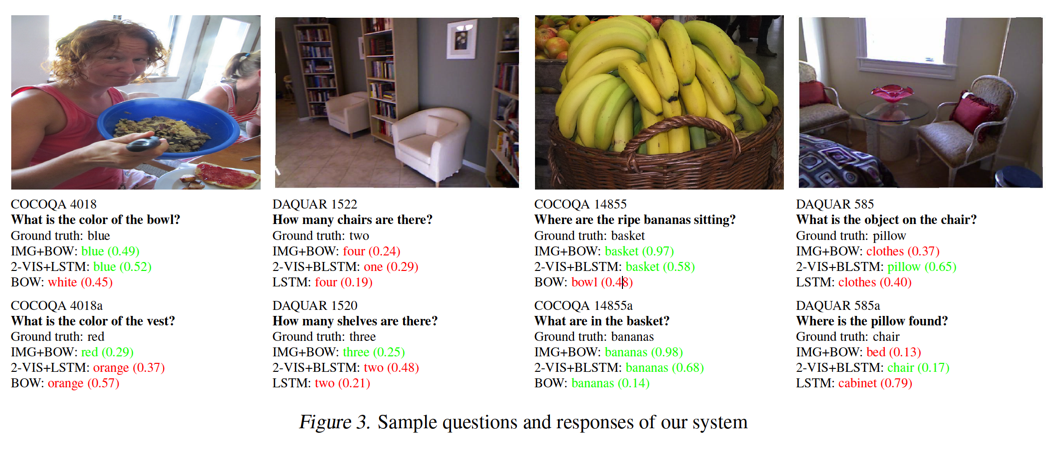 COCOQA 4018
What is the color of the bowl?
Ground truth: blue
IMG+BOW: blue (0.49)
2-VIS+LSTM: blue (0.52)
BOW: white (0.45)
COCOQA 4018a
What is the color of the vest?
Ground truth: red
IMG+BOW: red (0.29)
2-VIS+LSTM: orange (0.37)
BOW: orange (0.57)
DAQUAR 1522
How many chairs are there?
Ground truth: two
IMG+BOW: four (0.24)
2-VIS+BLSTM: one (0.29)
LSTM: four (0.19)
DAQUAR 1520
How many shelves are there?
Ground truth: three
IMG+BOW: three (0.25)
2-VIS+BLSTM: two (0.48)
LSTM: two (0.21)
COCOQA 14855
Where are the ripe bananas sitting?
Ground truth: basket
IMG+BOW: basket (0.97)
2-VIS+BLSTM: basket (0.58)
BOW: bowl (0.48)
COCOQA 14855a
What are in the basket?
Ground truth: bananas
IMG+BOW: bananas (0.98)
2-VIS+BLSTM: bananas (0.68)
BOW: bananas (0.14)
DAQUAR 585
What is the object on the chair?
Ground truth: pillow
IMG+BOW: clothes (0.37)
2-VIS+BLSTM: pillow (0.65)
LSTM: clothes (0.40)
DAQUAR 585a
Where is the pillow found?
Ground truth: chair
IMG+BOW: bed (0.13)
2-VIS+BLSTM: chair (0.17)
LSTM: cabinet (0.79)
Figure 3. Sample questions and responses of our system